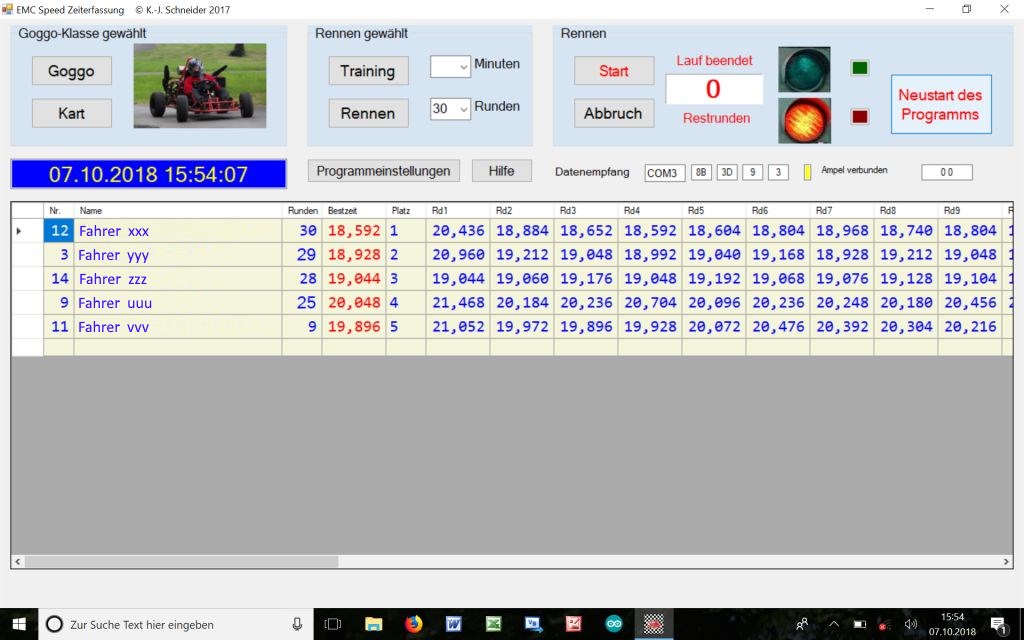 EMC Speed Zeiterfassung © K.-J. Schneider 2017
Goggo-Klasse gewählt
Goggo
Kart
Rennen gewählt
Training
Minuten
Rennen
30
Runden
Rennen
Start
Abbruch
Lauf beendet
0
Restrunden
Neustart des
Programms
07.10.2018 15:54:07
Programmeinstellungen
Hilfe
Datenempfang COM3 8B 3D 9 3 Ampel verbunden 0 0
Nr. Name Runden Bestzeit Platz Rd1 Rd2 Rd3 Rd4 Rd5 Rd6 Rd7 Rd8 Rd9
12 Fahrer xxx 30 18,592 1 20,436 18,884 18,652 18,592 18,604 18,804 18,968 18,740 18,804
3 Fahrer yyy 29 18,928 2 20,960 19,212 19,048 18,992 19,040 19,168 18,928 19,212 19,048
14 Fahrer zzz 28 19,044 3 19,044 19,060 19,176 19,048 19,192 19,068 19,076 19,128 19,104
9 Fahrer uuu 25 20,048 4 21,468 20,184 20,236 20,704 20,096 20,236 20,248 20,180 20,456
11 Fahrer vvv 9 19,896 5 21,052 19,972 19,896 19,928 20,072 20,476 20,392 20,304 20,216
Zur Suche Text hier eingeben
15:54
07.10.2018
1